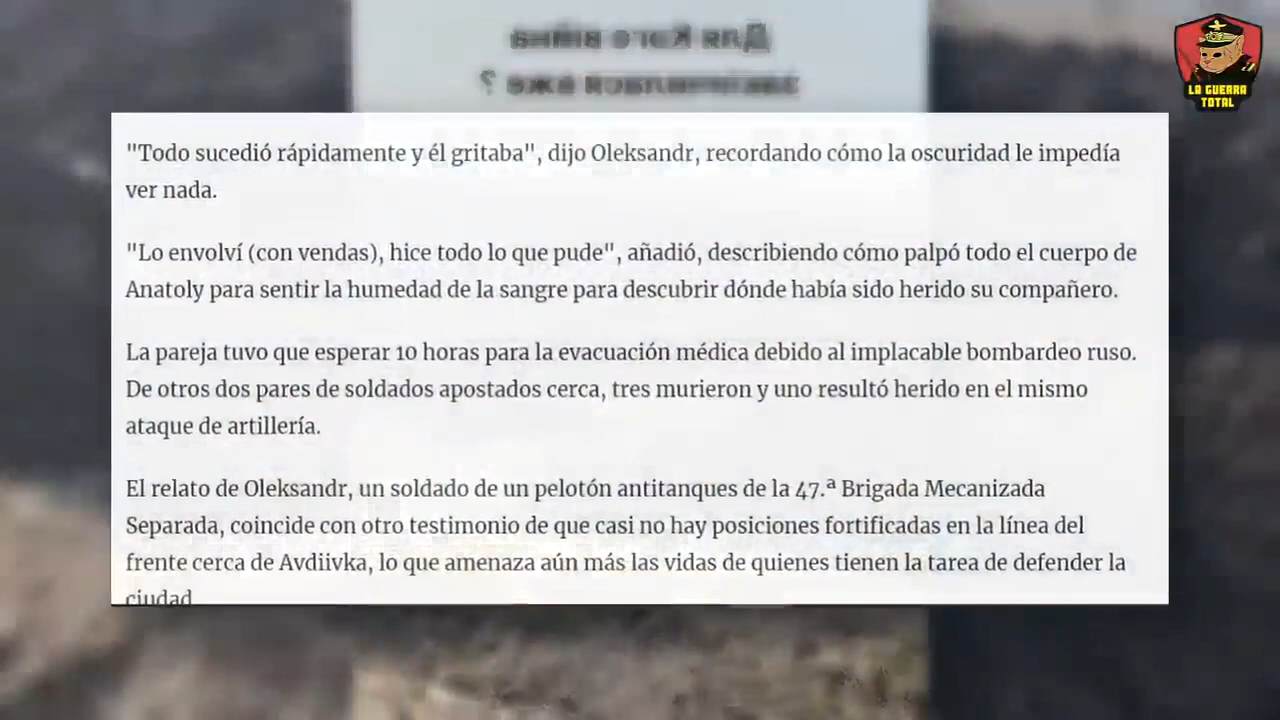 Для Кого війна
закінчилася вже ?
LA GUERRA
TOTAL
"Todo sucedió rápidamente y él gritaba", dijo Oleksandr, recordando cómo la oscuridad le impedía
ver nada.
"Lo envolví (con vendas), hice todo lo que pude", añadió, describiendo cómo palpó todo el cuerpo de
Anatoly para sentir la humedad de la sangre para descubrir dónde había sido herido su compañero.
La pareja tuvo que esperar 10 horas para la evacuación médica debido al implacable bombardeo ruso.
De otros dos pares de soldados apostados cerca, tres murieron y uno resultó herido en el mismo
ataque de artillería.
El relato de Oleksandr, un soldado de un pelotón antitanques de la 47.ª Brigada Mecanizada
Separada, coincide con otro testimonio de que casi no hay posiciones fortificadas en la línea del
frente cerca de Avdiivka, lo que amenaza aún más las vidas de quienes tienen la tarea de defender la
ciudad